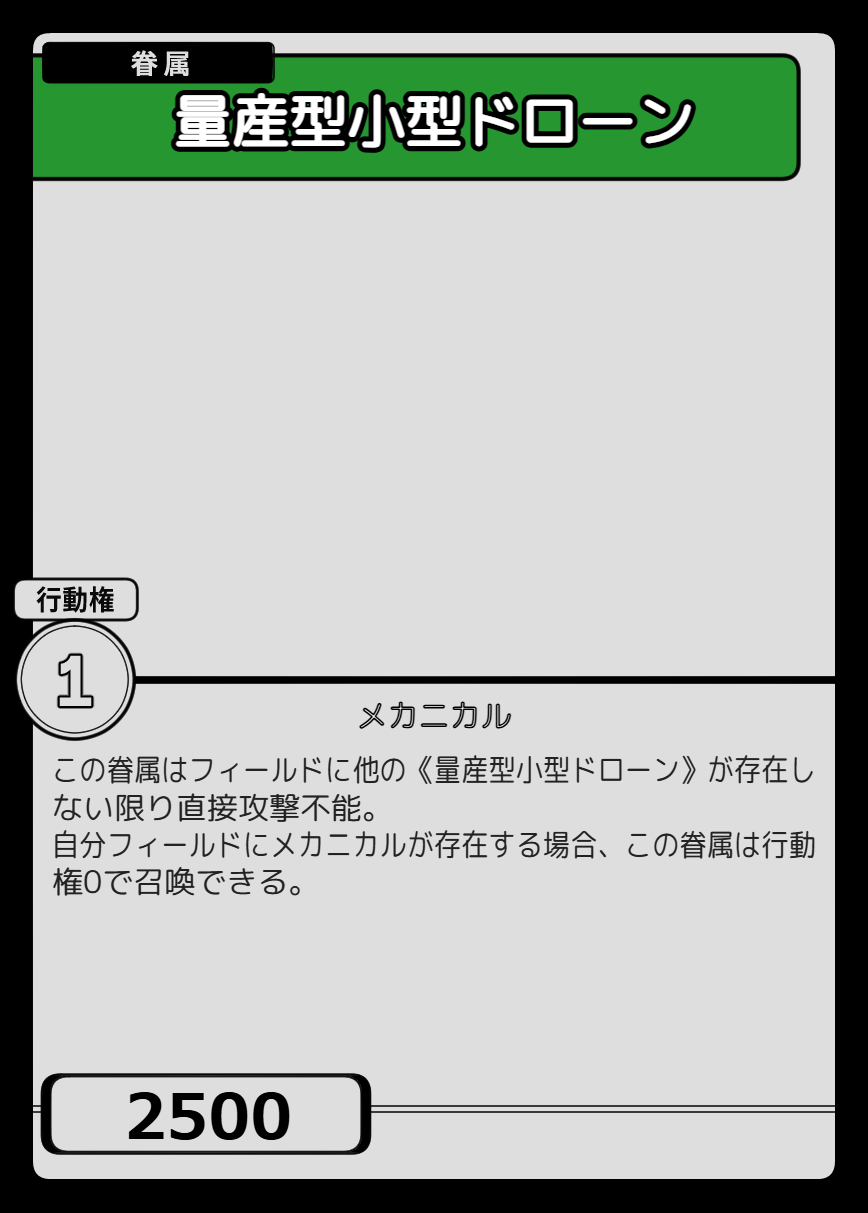 眷属
量産型小型ドローン
行動権
1
メカニカル
この眷属はフィールドに他の《量産型小型ドローン》が存在し
ない限り直接攻撃不能。
自分フィールドにメカニカルが存在する場合、この眷属は行動
権0で召喚できる。
2500